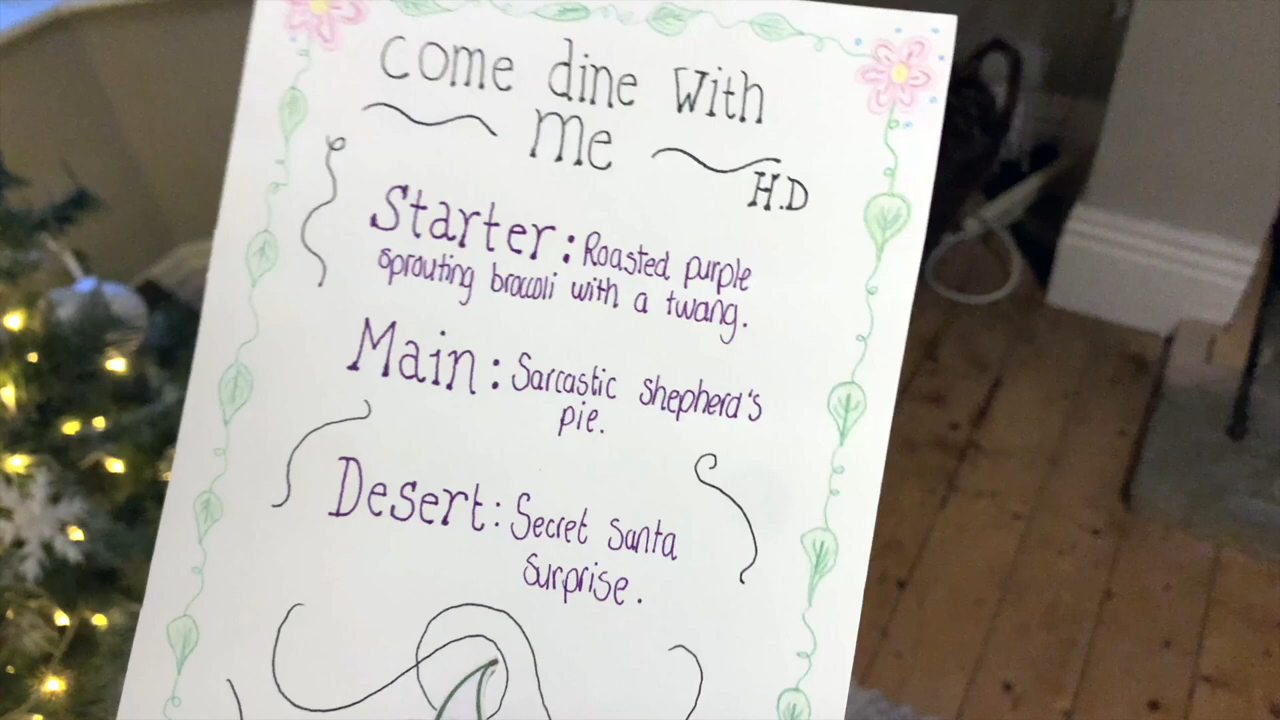 Come dine With
Me
H.D
Starter: Roasted purple
sprouting broccoli with a twang.
Main: Sarcastic shepherd's
pie.
Desert: Secret Santa
Surprise.